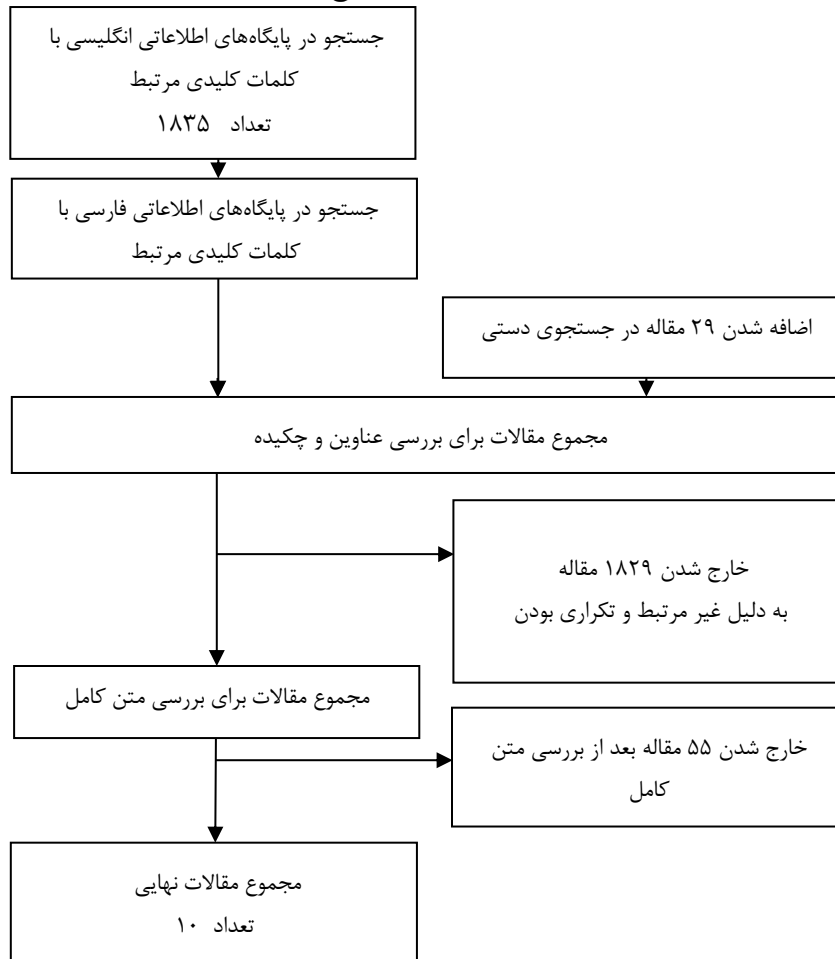 جستجو در پایگاه‌های اطلاعاتی انگلیسی با
کلمات کلیدی مرتبط
تعداد ۱۸۳۵
جستجو در پایگاه‌های اطلاعاتی فارسی با
کلمات کلیدی مرتبط
اضافه شدن ۲۹ مقاله در جستجوی دستی
مجموع مقالات برای بررسی عناوین و چکیده
خارج شدن ۱۸۲۹ مقاله
به دلیل غیر مرتبط و تکراری بودن
مجموع مقالات برای بررسی متن کامل
خارج شدن ۵۵ مقاله بعد از بررسی متن
کامل
مجموع مقالات نهایی
تعداد ۱۰